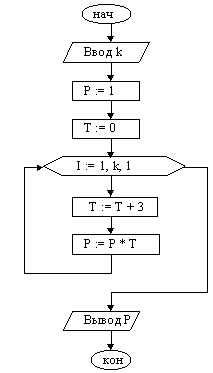 нач
Ввод k
P := 1
T := 0
I := 1, k, 1
T := T + 3
P := P * T
Вывод P
кон